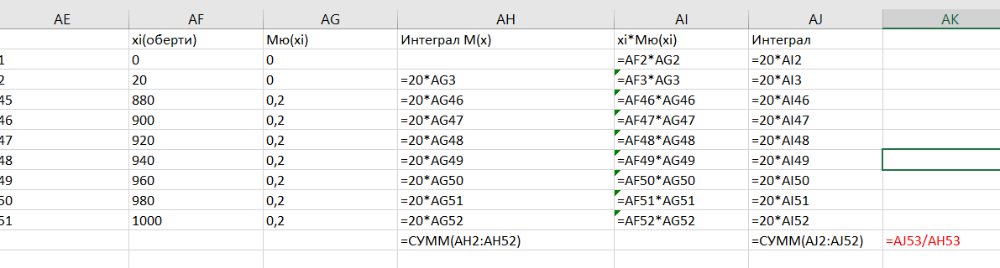 AE AF AG AH AI AJ AK
xi(оберти) Мю(xi) Интеграл M(x) xi*Мю(xi) Интеграл
1 0 0 =AF2*AG2 =20*AI2
2 20 0 =20*AG3 =AF3*AG3 =20*AI3
45 880 0,2 =20*AG46 =AF46*AG46 =20*AI46
46 900 0,2 =20*AG47 =AF47*AG47 =20*AI47
47 920 0,2 =20*AG48 =AF48*AG48 =20*AI48
48 940 0,2 =20*AG49 =AF49*AG49 =20*AI49
49 960 0,2 =20*AG50 =AF50*AG50 =20*AI50
50 980 0,2 =20*AG51 =AF51*AG51 =20*AI51
51 1000 0,2 =20*AG52 =AF52*AG52 =20*AI52
=СУММ(AH2:AH52) =СУММ(AJ2:AJ52) =AJ53/AH53